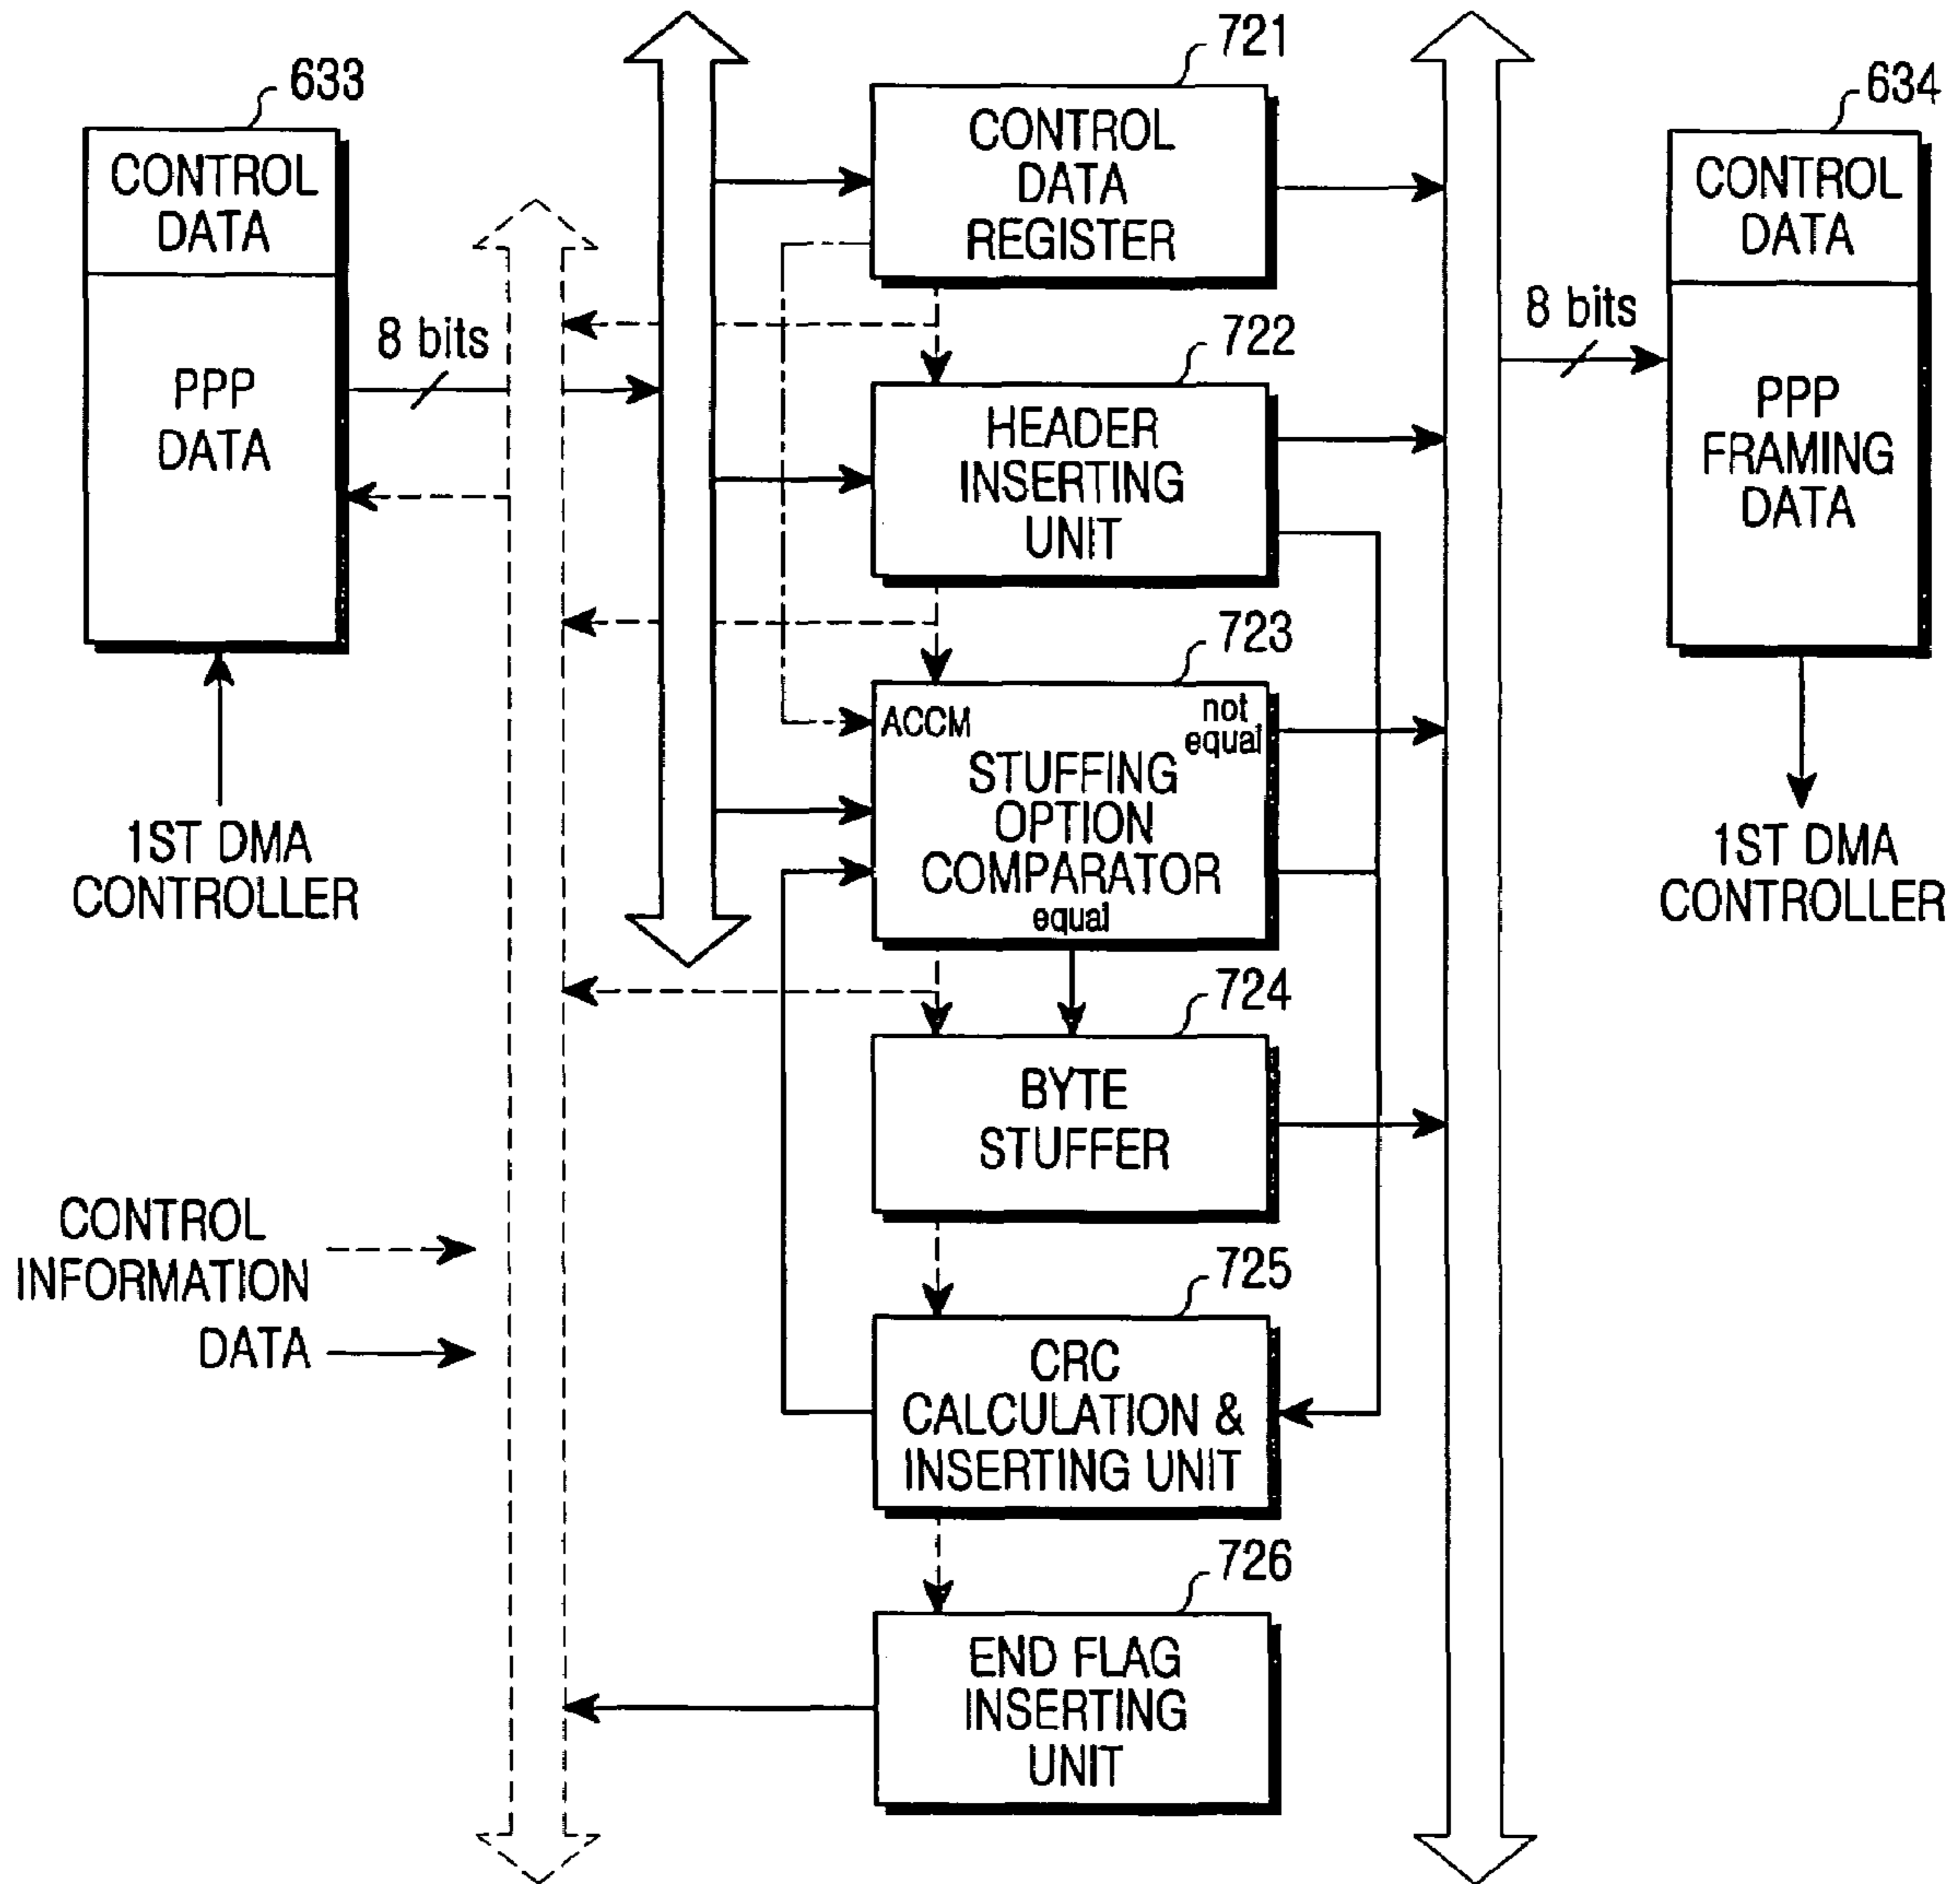 633
CONTROL
DATA
PPP
DATA
8 bits
1ST DMA
CONTROLLER
CONTROL
INFORMATION
DATA
721
CONTROL
DATA
REGISTER
722
HEADER
INSERTING
UNIT
723
ACCM
not
equal
STUFFING
OPTION
COMPARATOR
equal
724
BYTE
STUFFER
725
CRC
CALCULATION &
INSERTING UNIT
726
END FLAG
INSERTING
UNIT
634
CONTROL
DATA
8 bits
PPP
FRAMING
DATA
1ST DMA
CONTROLLER